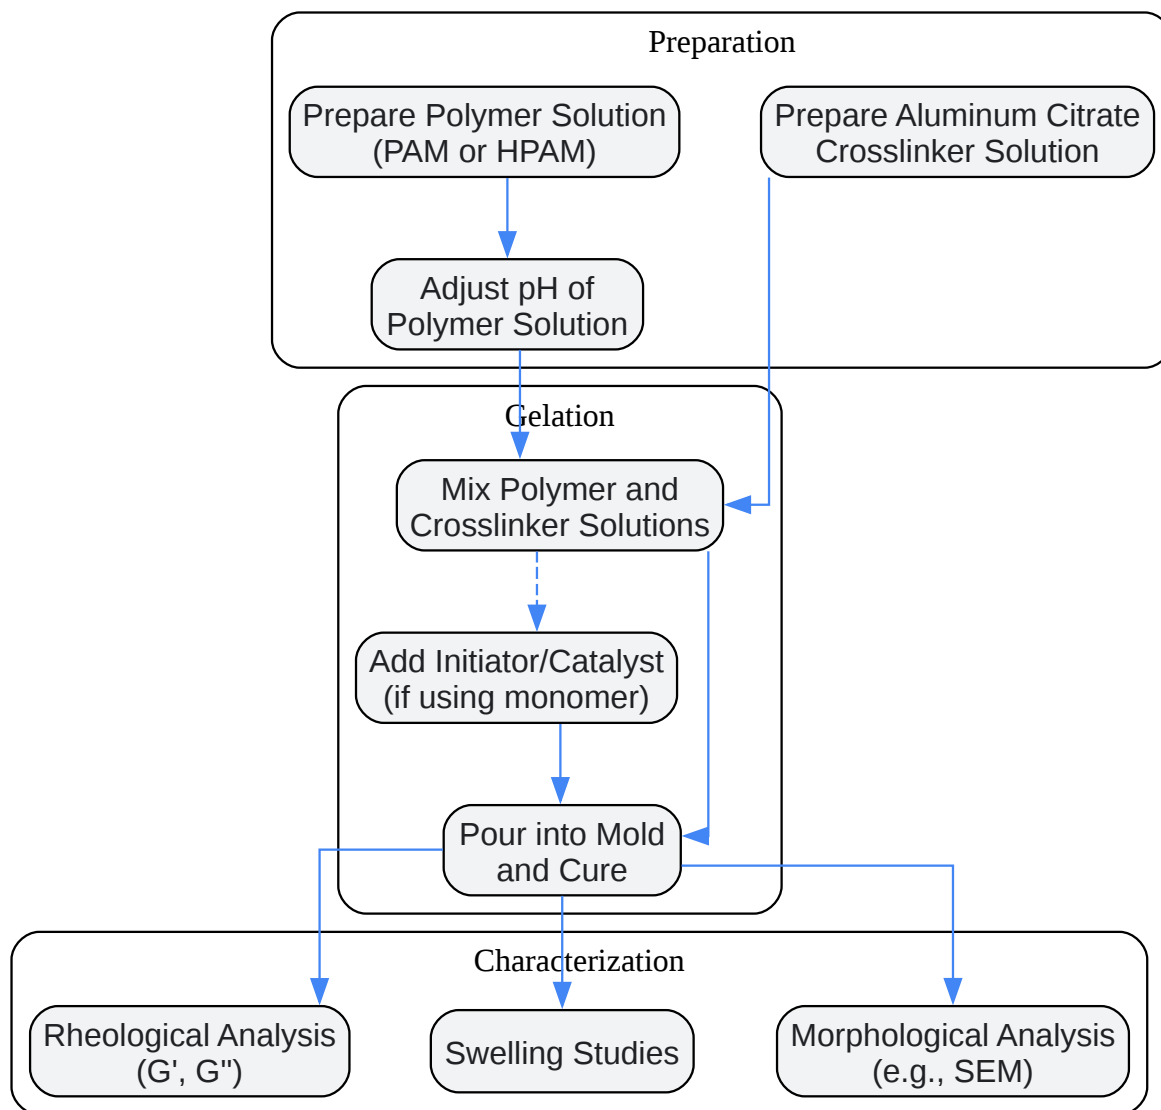 Preparation
Prepare Polymer Solution
(PAM or HPAM)
Prepare Aluminum Citrate
Crosslinker Solution
Adjust pH of
Polymer Solution
Gelation
Mix Polymer and
Crosslinker Solutions
Add Initiator/Catalyst
(if using monomer)
Pour into Mold
and Cure
Characterization
Rheological Analysis
(G', G")
Swelling Studies
Morphological Analysis
(e.g., SEM)